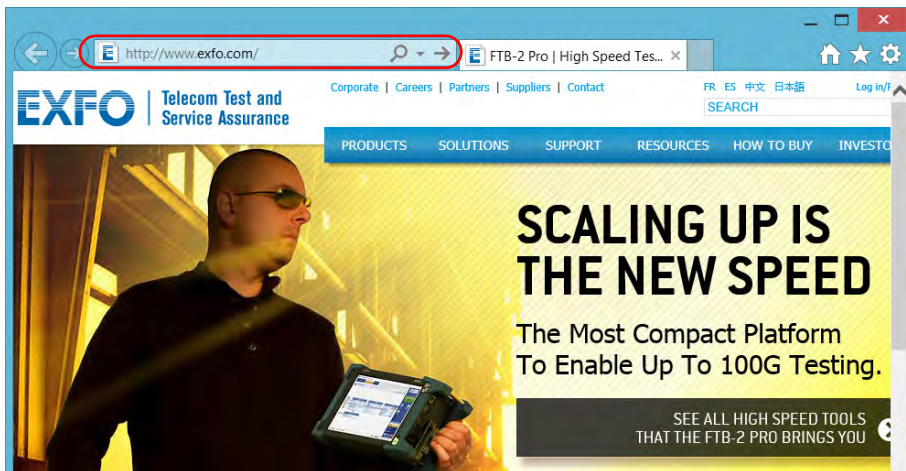 http://www.exfo.com/
FTB-2 Pro | High Speed Tes...
EXFO
Telecom Test and
Service Assurance
Corporate | Careers | Partners | Suppliers | Contact
FR ES 中文 日本語
Log in/
SEARCH
PRODUCTS SOLUTIONS SUPPORT RESOURCES HOW TO BUY INVESTO
SCALING UP IS
THE NEW SPEED
The Most Compact Platform
To Enable Up To 100G Testing.
SEE ALL HIGH SPEED TOOLS
THAT THE FTB-2 PRO BRINGS YOU